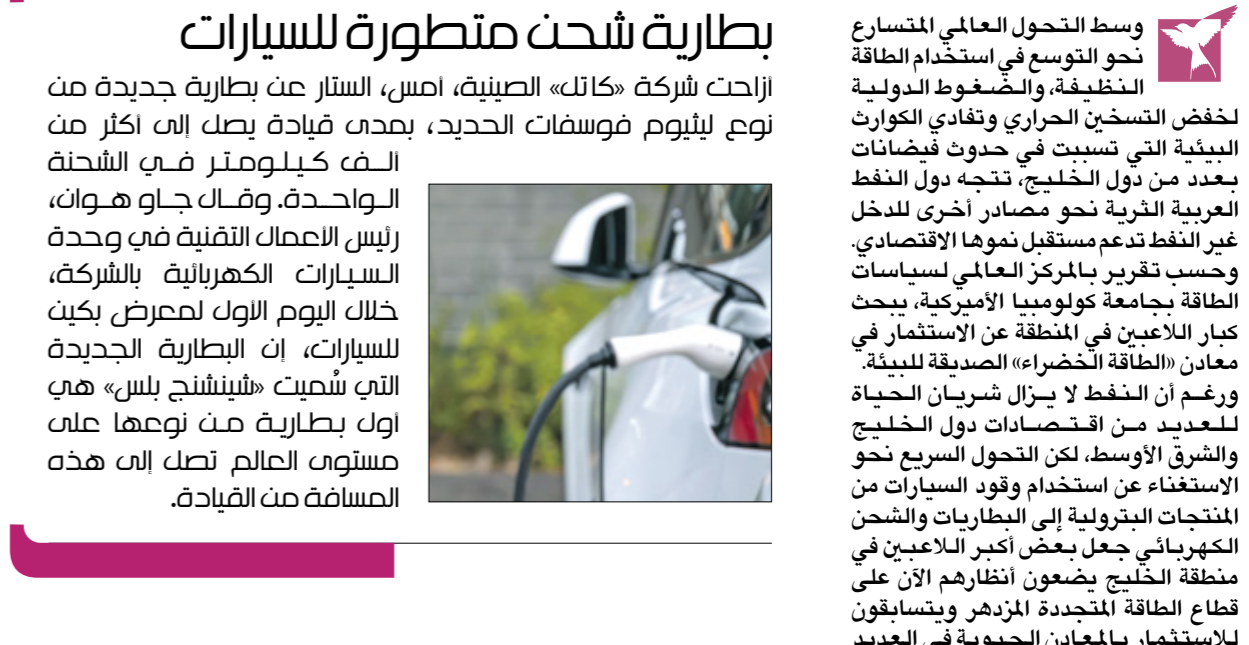 وسط التحول العالمي المتسارع
نحو التوسع في استخدام الطاقة
النظيفة، والضغوط الدولية
لخفض التسخين الحراري وتفادي الكوارث
البيئية التي تسببت في حدوث فيضانات
بعدد من دول الخليج، تتجه دول النفط
العربية الثرية نحو مصادر أخرى للدخل
غير النفط تدعم مستقبل نموها الاقتصادي.
وحسب تقرير بالمركز العالمي لسياسات
الطاقة بجامعة كولومبيا الأميركية، يبحث
كبار اللاعبين في المنطقة عن الاستثمار في
معادن «الطاقة الخضراء» الصديقة للبيئة.
ورغم أن النفط لا يزال شريان الحياة
للعديد من اقتصادات دول الخليج
والشرق الأوسط، لكن التحول السريع نحو
الاستغناء عن استخدام وقود السيارات من
المنتجات البترولية إلى البطاريات والشحن
الكهربائي جعل بعض أكبر اللاعبين في
منطقة الخليج يضعون أنظارهم الآن على
قطاع الطاقة المتجددة المزدهر ويتسابقون
للاستثمار بالمعادن الحيوية في العديد
بطارية شحن متطورة للسيارات
أزاحت شركة «كاتل» الصينية، أمس، الستار عن بطارية جديدة من
نوع ليثيوم فوسفات الحديد، بمدى قيادة يصل إلى أكثر من
ألف كيلومتر في الشحنة
الواحدة. وقال جاو هوان،
رئيس الأعمال التقنية في وحدة
السيارات الكهربائية بالشركة،
خلال اليوم الأول لمعرض بكين
للسيارات، إن البطارية الجديدة
التي سُميت «شينشنج بلس» هي
أول بطارية من نوعها على
مستوى العالم تصل إلى هذه
المسافة من القيادة.